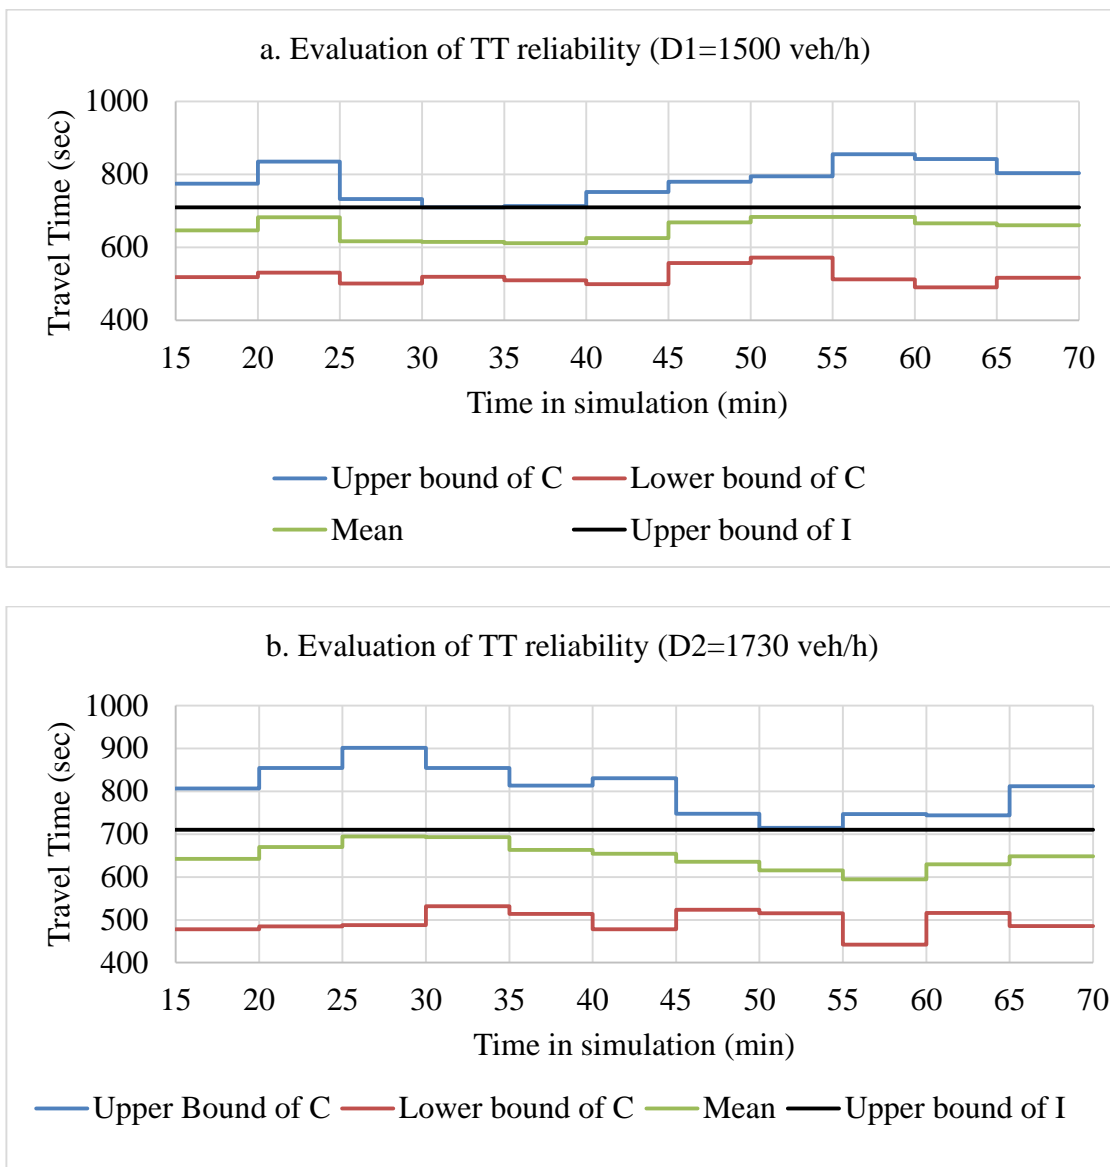 a. Evaluation of TT reliability (D1=1500 veh/h)
Travel Time (sec)
1000
800
600
400
15 20 25 30 35 40 45 50 55 60 65 70
Time in simulation (min)
Upper bound of C Lower bound of C
Mean Upper bound of I
b. Evaluation of TT reliability (D2=1730 veh/h)
Travel Time (sec)
1000
900
800
700
600
500
400
15 20 25 30 35 40 45 50 55 60 65 70
Time in simulation (min)
Upper Bound of C Lower bound of C Mean Upper bound of I